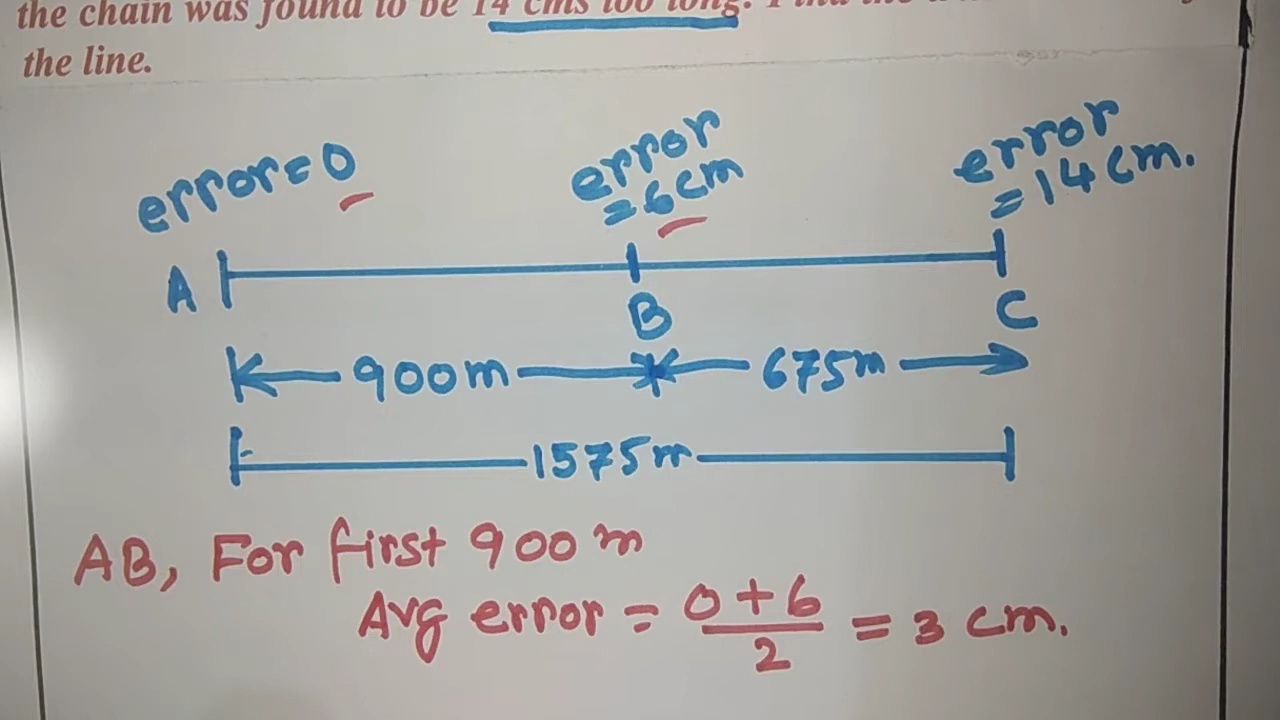 the chain was found to be 14 cms too long.
the line.
error=0
error
=6cm
error
=14cm.
A
B
C
900m
675m
1575m
AB, For first 900 m
Avg error = 0+6
2
= 3 cm.